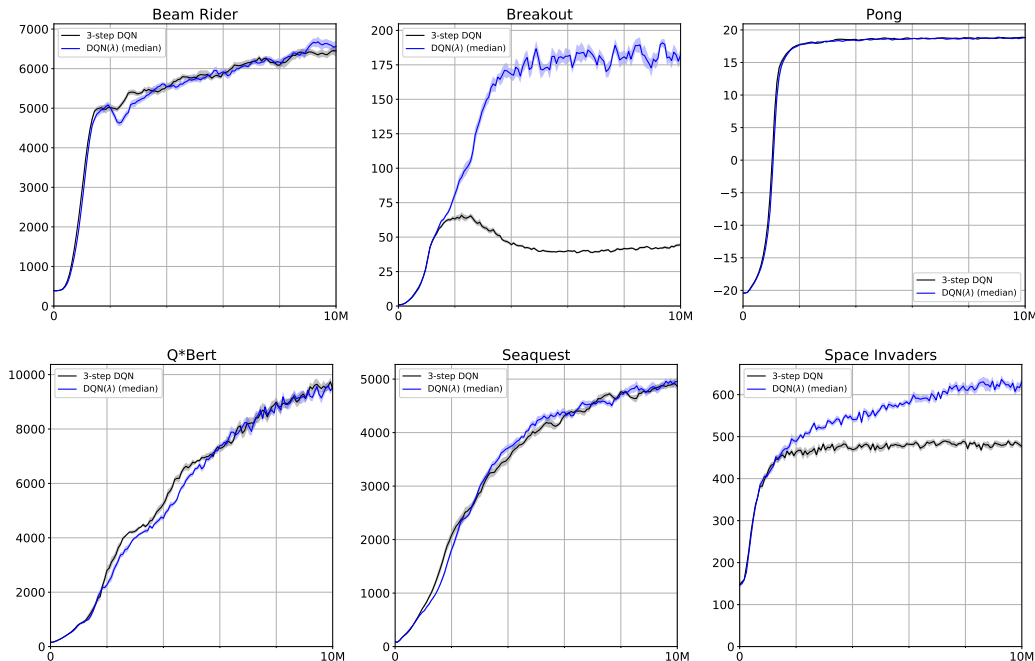 Beam Rider
3-step DQN
DQN(λ) (median)
7000
6000
5000
4000
3000
2000
1000
0
0
10M
Breakout
3-step DQN
DQN(λ) (median)
200
175
150
125
100
75
50
25
0
0
10M
Pong
20
15
10
5
0
−5
−10
−15
−20
3-step DQN
DQN(λ) (median)
0
10M
Q*Bert
3-step DQN
DQN(λ) (median)
10000
8000
6000
4000
2000
0
0
10M
Seaquest
3-step DQN
DQN(λ) (median)
5000
4000
3000
2000
1000
0
0
10M
Space Invaders
3-step DQN
DQN(λ) (median)
600
500
400
300
200
100
0
0
10M